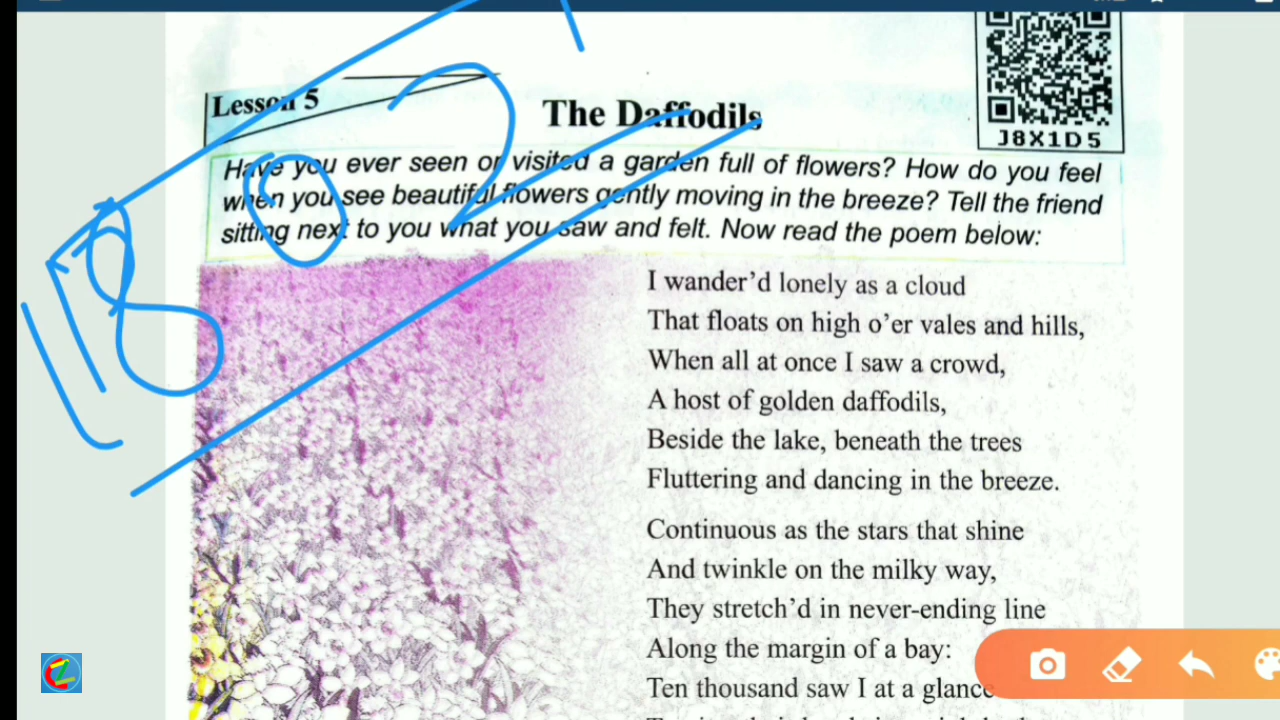 Lesson 5
The Daffodils
J8X1D5
Have you ever seen or visited a garden full of flowers? How do you feel
when you see beautiful flowers gently moving in the breeze? Tell the friend
sitting next to you what you saw and felt. Now read the poem below:
I wander'd lonely as a cloud
That floats on high o'er vales and hills,
When all at once I saw a crowd,
A host of golden daffodils,
Beside the lake, beneath the trees
Fluttering and dancing in the breeze.
Continuous as the stars that shine
And twinkle on the milky way,
They stretch'd in never-ending line
Along the margin of a bay:
Ten thousand saw I at a glance